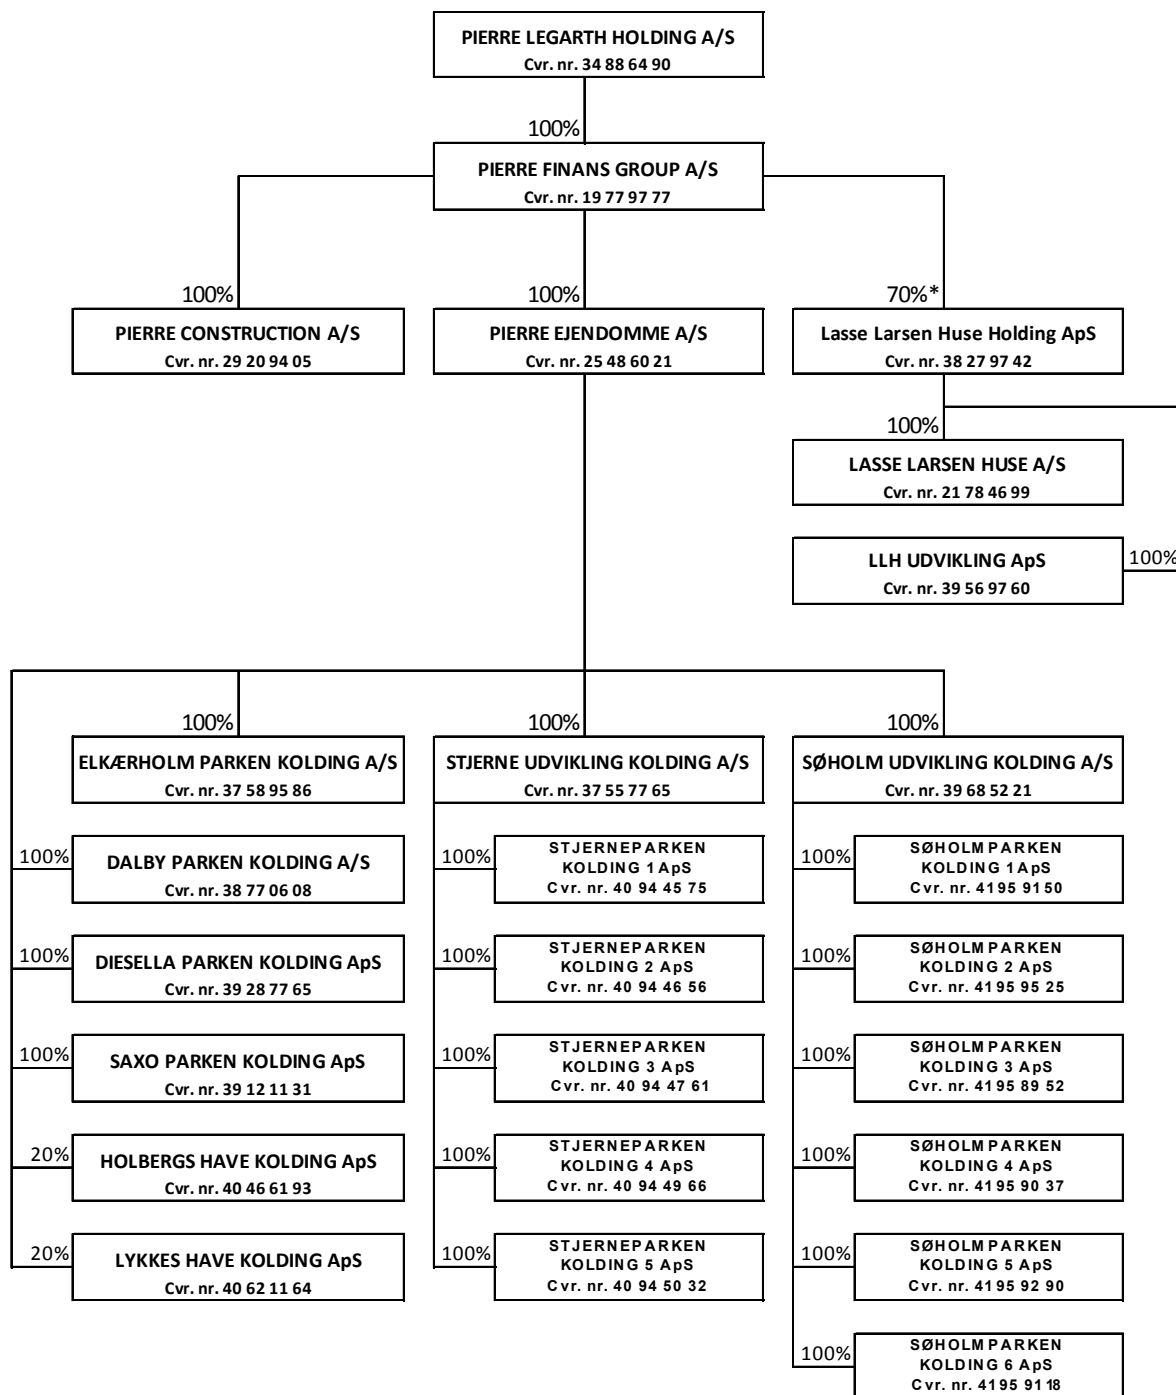 PIERRE LEGARTH HOLDING A/S
Cvr. nr. 34 88 64 90
100%
PIERRE FINANS GROUP A/S
Cvr. nr. 19 77 97 77
100%
PIERRE CONSTRUCTION A/S
Cvr. nr. 29 20 94 05
100%
PIERRE EJENDOMME A/S
Cvr. nr. 25 48 60 21
70%*
Lasse Larsen Huse Holding ApS
Cvr. nr. 38 27 97 42
100%
LASSE LARSEN HUSE A/S
Cvr. nr. 21 78 46 99
LLH UDVIKLING ApS
Cvr. nr. 39 56 97 60
100%
100%
ELKÆRHOLM PARKEN KOLDING A/S
Cvr. nr. 37 58 95 86
100%
DALBY PARKEN KOLDING A/S
Cvr. nr. 38 77 06 08
100%
DIESELLA PARKEN KOLDING ApS
Cvr. nr. 39 28 77 65
100%
SAXO PARKEN KOLDING ApS
Cvr. nr. 39 12 11 31
20%
HOLBERGS HAVE KOLDING ApS
Cvr. nr. 40 46 61 93
20%
LYKKES HAVE KOLDING ApS
Cvr. nr. 40 62 11 64
100%
STJERNE UDVIKLING KOLDING A/S
Cvr. nr. 37 55 77 65
100%
STJERNEPARKEN
KOLDING 1 ApS
Cvr. nr. 40 94 45 75
100%
STJERNEPARKEN
KOLDING 2 ApS
Cvr. nr. 40 94 46 56
100%
STJERNEPARKEN
KOLDING 3 ApS
Cvr. nr. 40 94 47 61
100%
STJERNEPARKEN
KOLDING 4 ApS
Cvr. nr. 40 94 49 66
100%
STJERNEPARKEN
KOLDING 5 ApS
Cvr. nr. 40 94 50 32
100%
SØHOLM UDVIKLING KOLDING A/S
Cvr. nr. 39 68 52 21
100%
SØHOLMPARKEN
KOLDING 1 ApS
Cvr. nr. 41 95 91 50
100%
SØHOLMPARKEN
KOLDING 2 ApS
Cvr. nr. 41 95 95 25
100%
SØHOLMPARKEN
KOLDING 3 ApS
Cvr. nr. 41 95 89 52
100%
SØHOLMPARKEN
KOLDING 4 ApS
Cvr. nr. 41 95 90 37
100%
SØHOLMPARKEN
KOLDING 5 ApS
Cvr. nr. 41 95 92 90
100%
SØHOLMPARKEN
KOLDING 6 ApS
Cvr. nr. 41 95 91 18